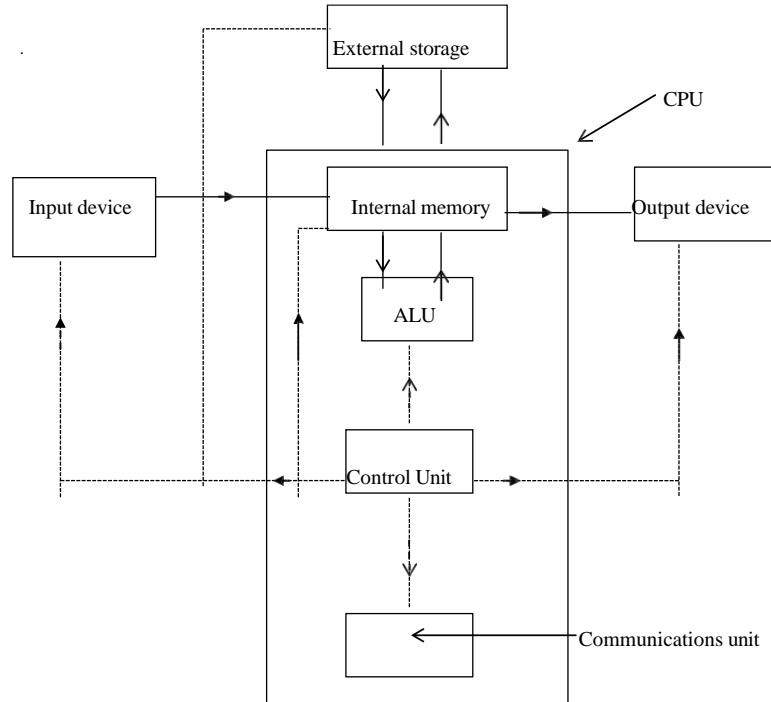 External storage
CPU
Input device
Internal memory
Output device
ALU
Control Unit
Communications unit